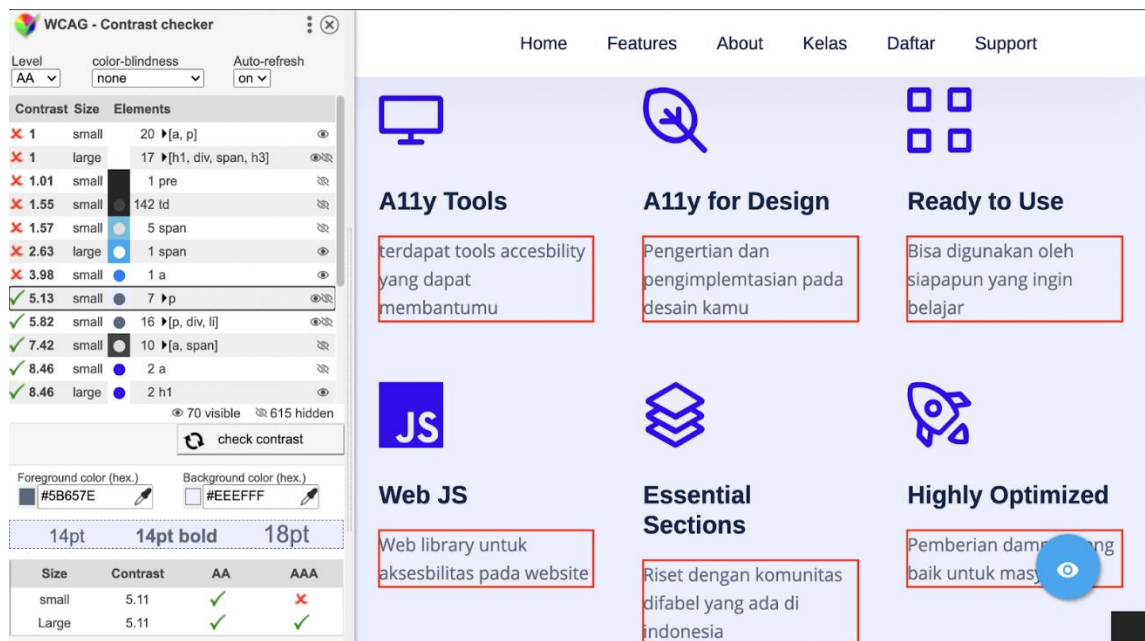 WCAG - Contrast checker
Level color-blindness Auto-refresh
AA none on
Contrast Size Elements
1 small 20 [a, p]
1 large 17 [h1, div, span, h3]
1.01 small 1 pre
1.55 small 142 td
1.57 small 5 span
2.63 large 1 span
3.98 small 1 a
5.13 small 7 p
5.82 small 16 [p, div, li]
7.42 small 10 [a, span]
8.46 small 2 a
8.46 large 2 h1
70 visible 615 hidden
check contrast
Foreground color (hex.) Background color (hex.)
#5B657E #EEEFFF
14pt 14pt bold 18pt
Size Contrast AA AAA
small 5.11
Large 5.11
Home Features About Kelas Daftar Support
A11y Tools
terdapat tools accesbility
yang dapat
membantumu
A11y for Design
Pengertian dan
pengimplemtasian pada
desain kamu
Ready to Use
Bisa digunakan oleh
siapapun yang ingin
belajar
JS
Web JS
Web library untuk
aksesbilitas pada website
Essential
Sections
Riset dengan komunitas
difabel yang ada di
indonesia
Highly Optimized
Pemberian
baik untuk